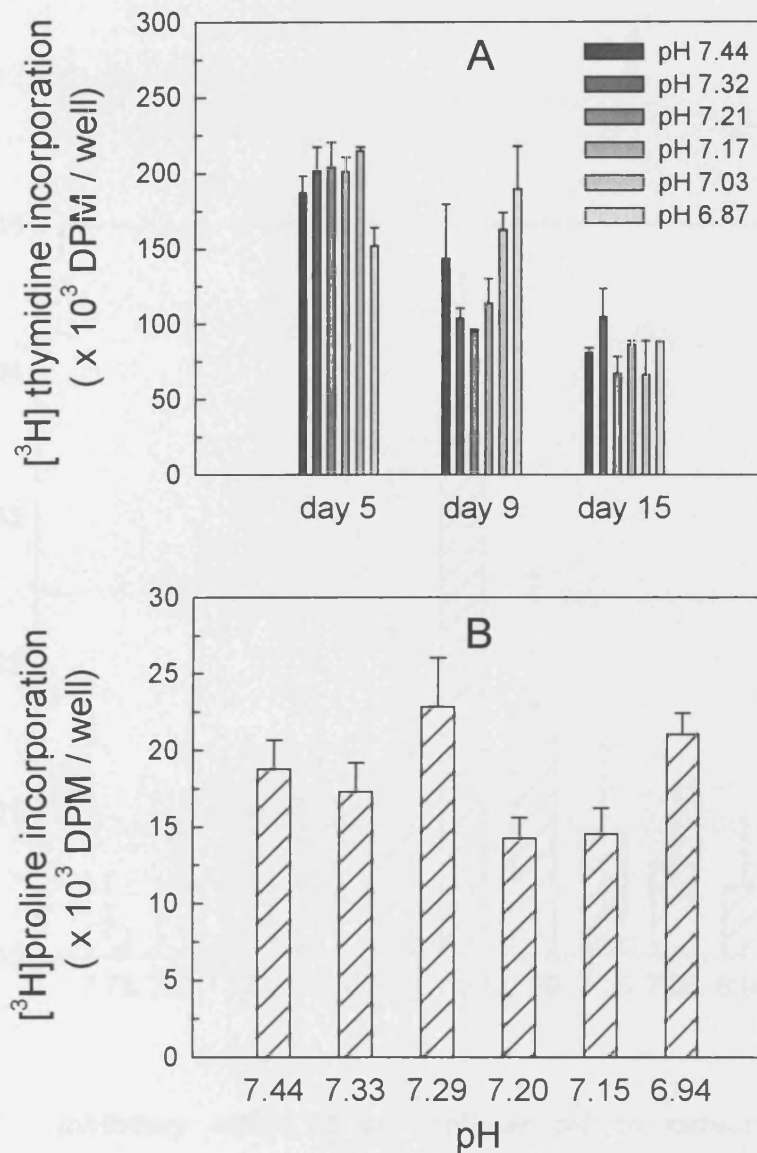 [³H] thymidine incorporation
( x 10³ DPM / well)
300
250
200
150
100
50
0
A
pH 7.44
pH 7.32
pH 7.21
pH 7.17
pH 7.03
pH 6.87
day 5 day 9 day 15
[³H]proline incorporation
( x 10³ DPM / well)
30
25
20
15
10
5
0
B
7.44 7.33 7.29 7.20 7.15 6.94
pH